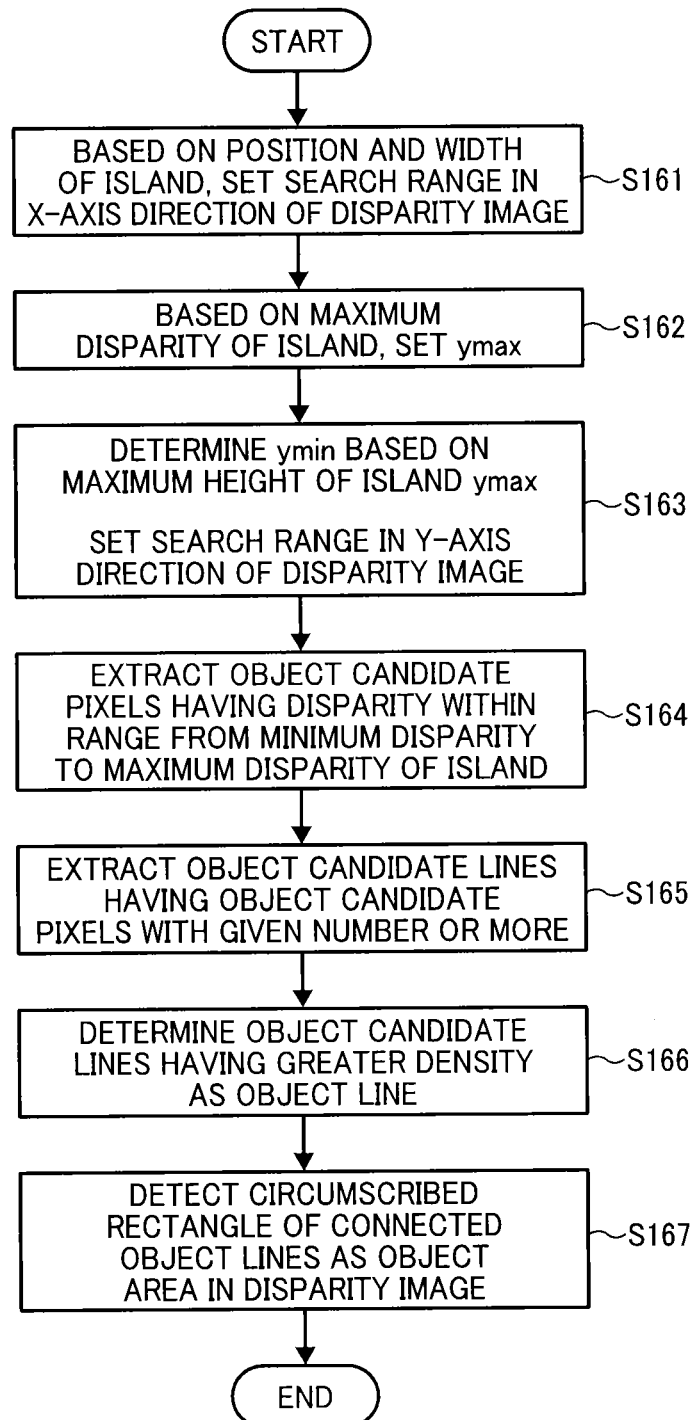 START
BASED ON POSITION AND WIDTH
OF ISLAND, SET SEARCH RANGE IN
X-AXIS DIRECTION OF DISPARITY IMAGE
S161
BASED ON MAXIMUM
DISPARITY OF ISLAND, SET ymax
S162
DETERMINE ymin BASED ON
MAXIMUM HEIGHT OF ISLAND ymax
SET SEARCH RANGE IN Y-AXIS
DIRECTION OF DISPARITY IMAGE
S163
EXTRACT OBJECT CANDIDATE
PIXELS HAVING DISPARITY WITHIN
RANGE FROM MINIMUM DISPARITY
TO MAXIMUM DISPARITY OF ISLAND
S164
EXTRACT OBJECT CANDIDATE LINES
HAVING OBJECT CANDIDATE
PIXELS WITH GIVEN NUMBER OR MORE
S165
DETERMINE OBJECT CANDIDATE
LINES HAVING GREATER DENSITY
AS OBJECT LINE
S166
DETECT CIRCUMSCRIBED
RECTANGLE OF CONNECTED
OBJECT LINES AS OBJECT
AREA IN DISPARITY IMAGE
S167
END